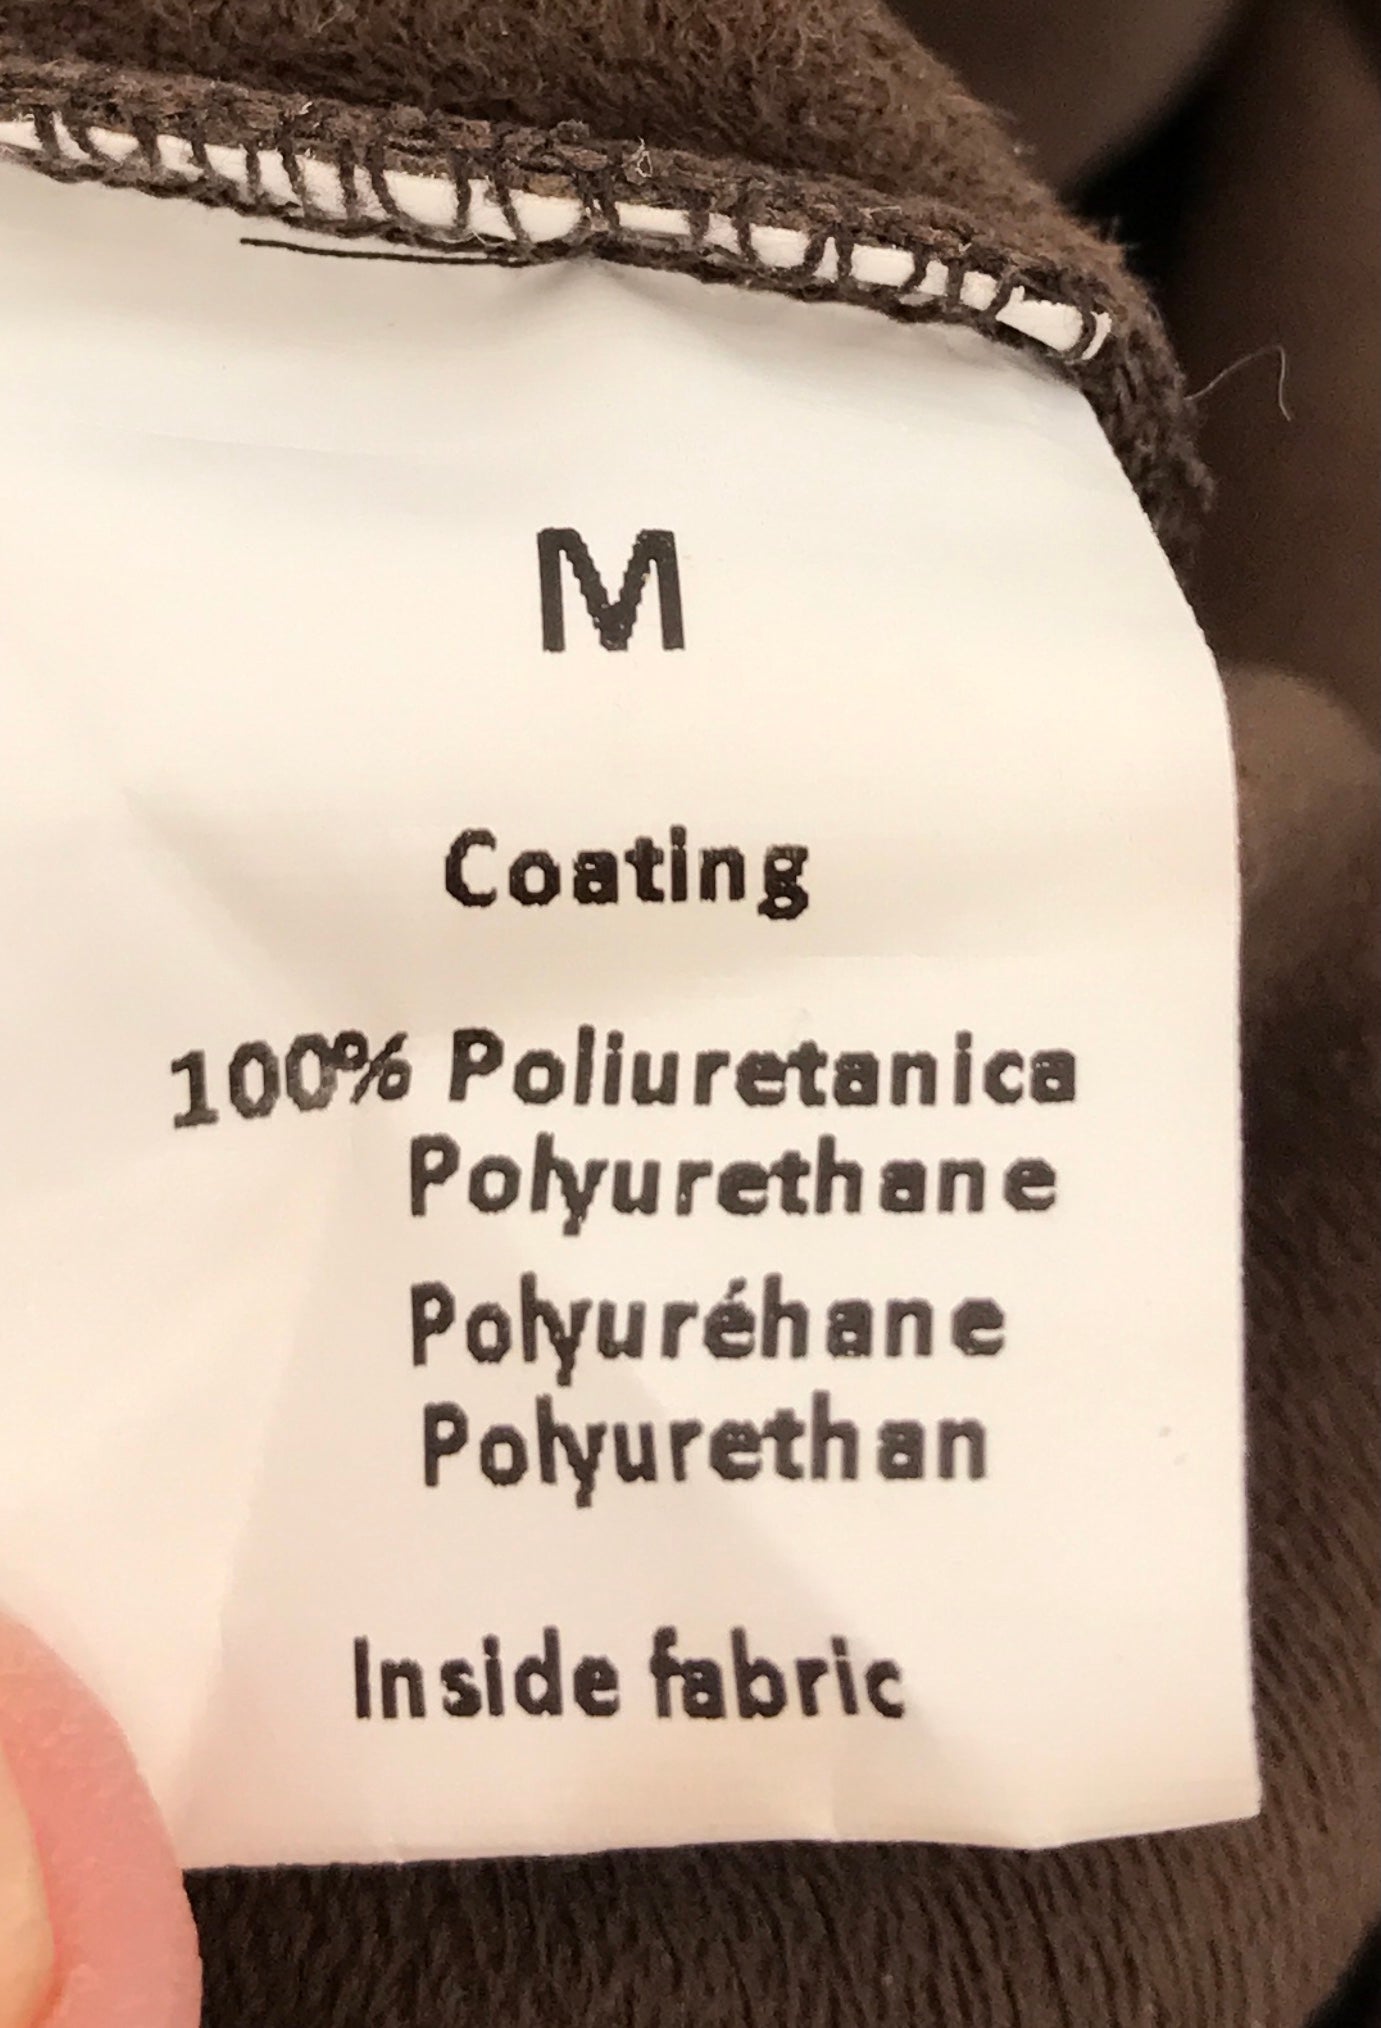 M
Coating
100% Poliuretanica
Polyurethane
Polyuréhane
Polyurethan
Inside fabric